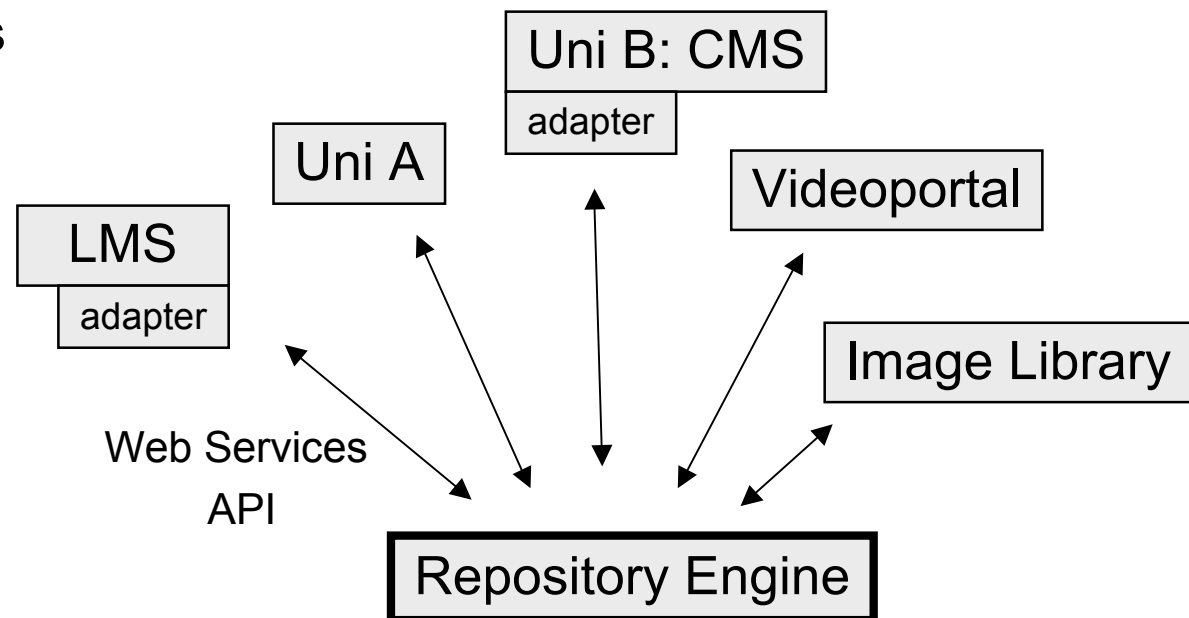 s
Uni B: CMS
adapter
Uni A
Videoportal
LMS
adapter
Image Library
Web Services
API
Repository Engine